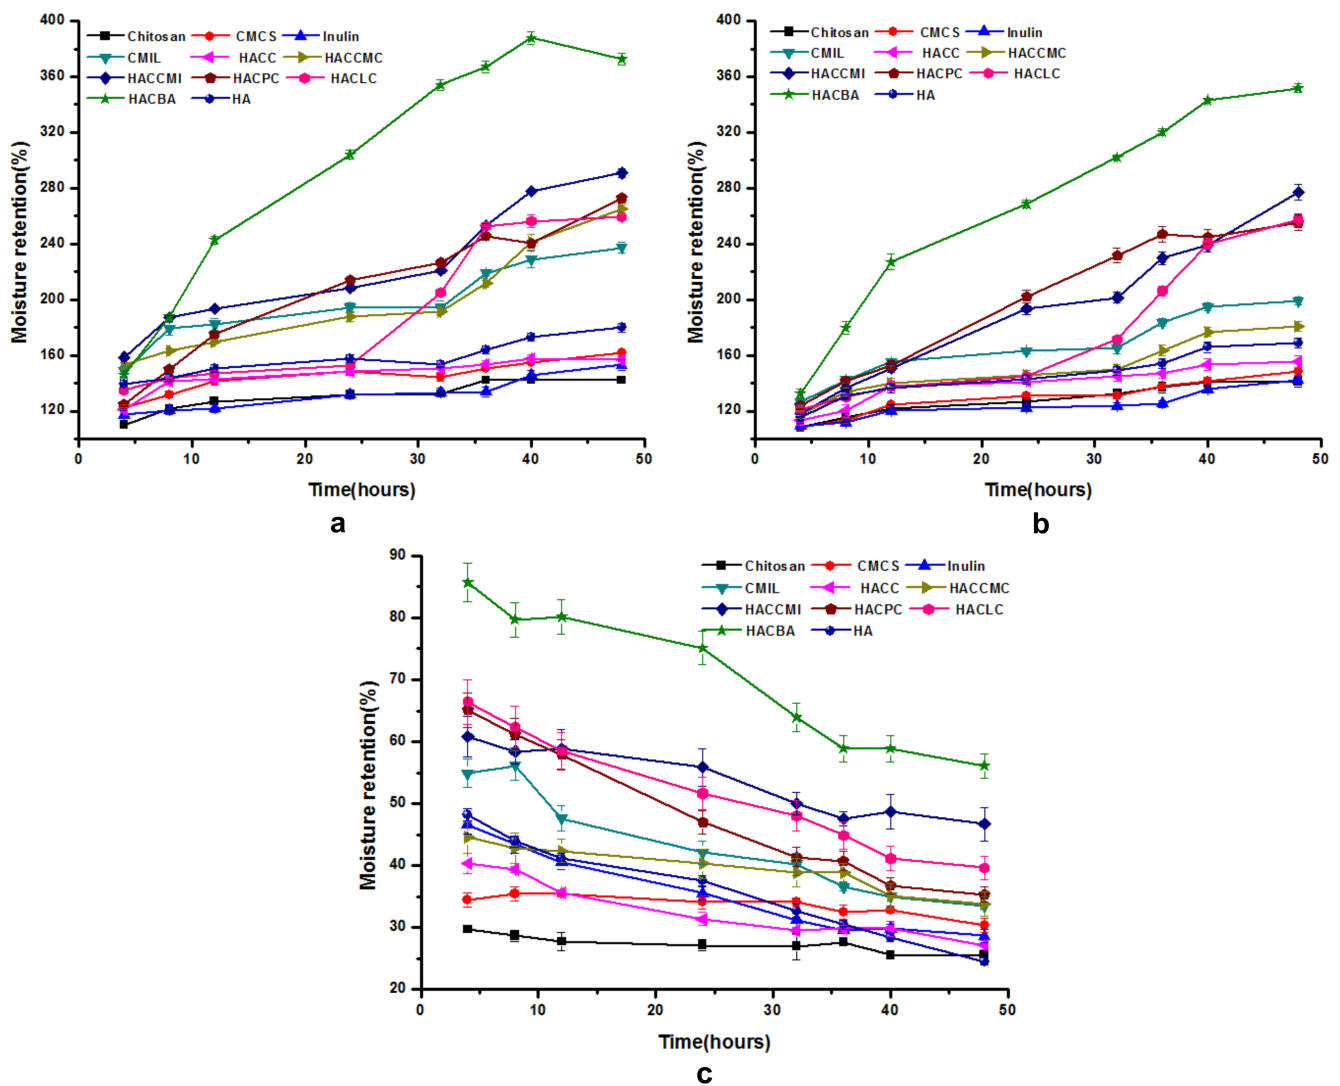 400
360
320
280
240
200
160
120
0
10
20
30
40
50
Moisture retention(%)
Time(hours)
Chitosan CMCS Inulin
CMIL HACC HACCMC
HACCMI HACPC HACLC
HACBA HA
a
400
360
320
280
240
200
160
120
0
10
20
30
40
50
Moisture retention(%)
Time(hours)
Chitosan CMCS Inulin
CMIL HACC HACCMC
HACCMI HACPC HACLC
HACBA HA
b
90
80
70
60
50
40
30
20
0
10
20
30
40
50
Moisture retention(%)
Time(hours)
Chitosan CMCS Inulin
CMIL HACC HACCMC
HACCMI HACPC HACLC
HACBA HA
c